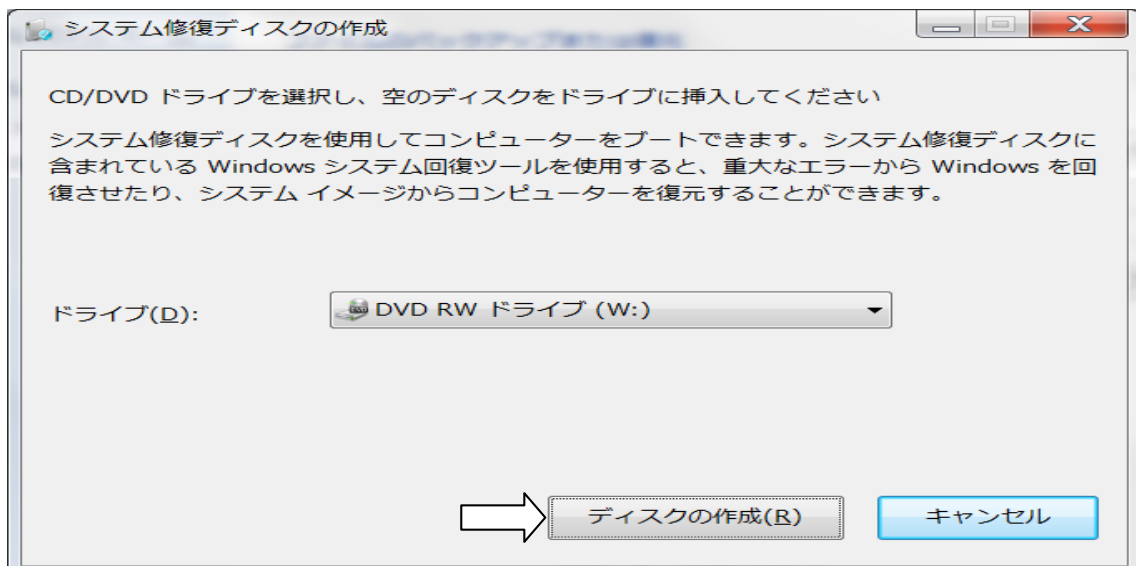 システム修復ディスクの作成
CD/DVD ドライブを選択し、空のディスクをドライブに挿入してください
システム修復ディスクを使用してコンピューターをブートできます。システム修復ディスクに
含まれている Windows システム回復ツールを使用すると、重大なエラーから Windows を回
復させたり、システム イメージからコンピューターを復元することができます。
ドライブ(D):
DVD RW ドライブ (W:)
ディスクの作成(R)
キャンセル